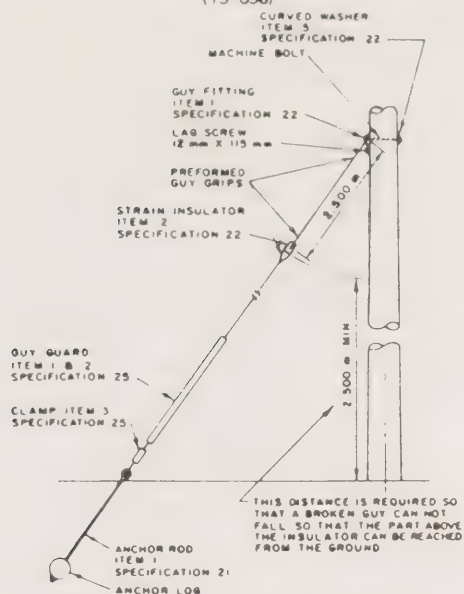 CURVED WASHER
ITEM 5
SPECIFICATION 22
MACHINE BOLT
GUY FITTING
ITEM 1
SPECIFICATION 22
LAG SCREW
12 mm X 115 mm
PREFORMED
GUY GRIPS
STRAIN INSULATOR
ITEM 2
SPECIFICATION 22
2.500 m
2.500 m MIN
GUY GUARD
ITEM 1 & 2
SPECIFICATION 25
CLAMP ITEM 3
SPECIFICATION 25
THIS DISTANCE IS REQUIRED SO
THAT A BROKEN GUY CAN NOT
FALL SO THAT THE PART ABOVE
THE INSULATOR CAN BE REACHED
FROM THE GROUND
ANCHOR ROD
ITEM 1
SPECIFICATION 21
ANCHOR LOG